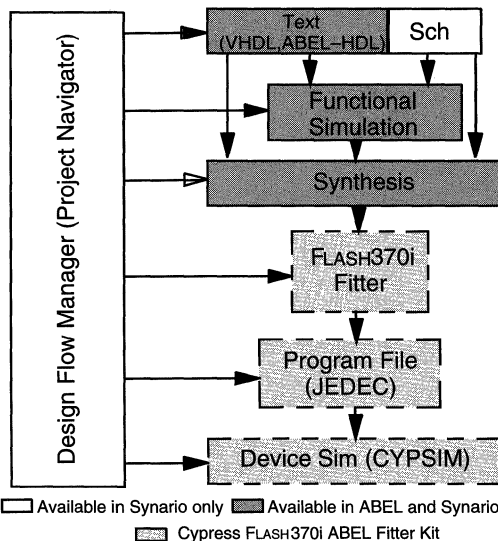 Text
(VHDL,ABEL–HDL)
Sch
Functional
Simulation
Synthesis
FLASH370i
Fitter
Program File
(JEDEC)
Device Sim (CYPSIM)
Design Flow Manager (Project Navigator)
Available in Synario only
Available in ABEL and Synario
Cypress FLASH370i ABEL Fitter Kit